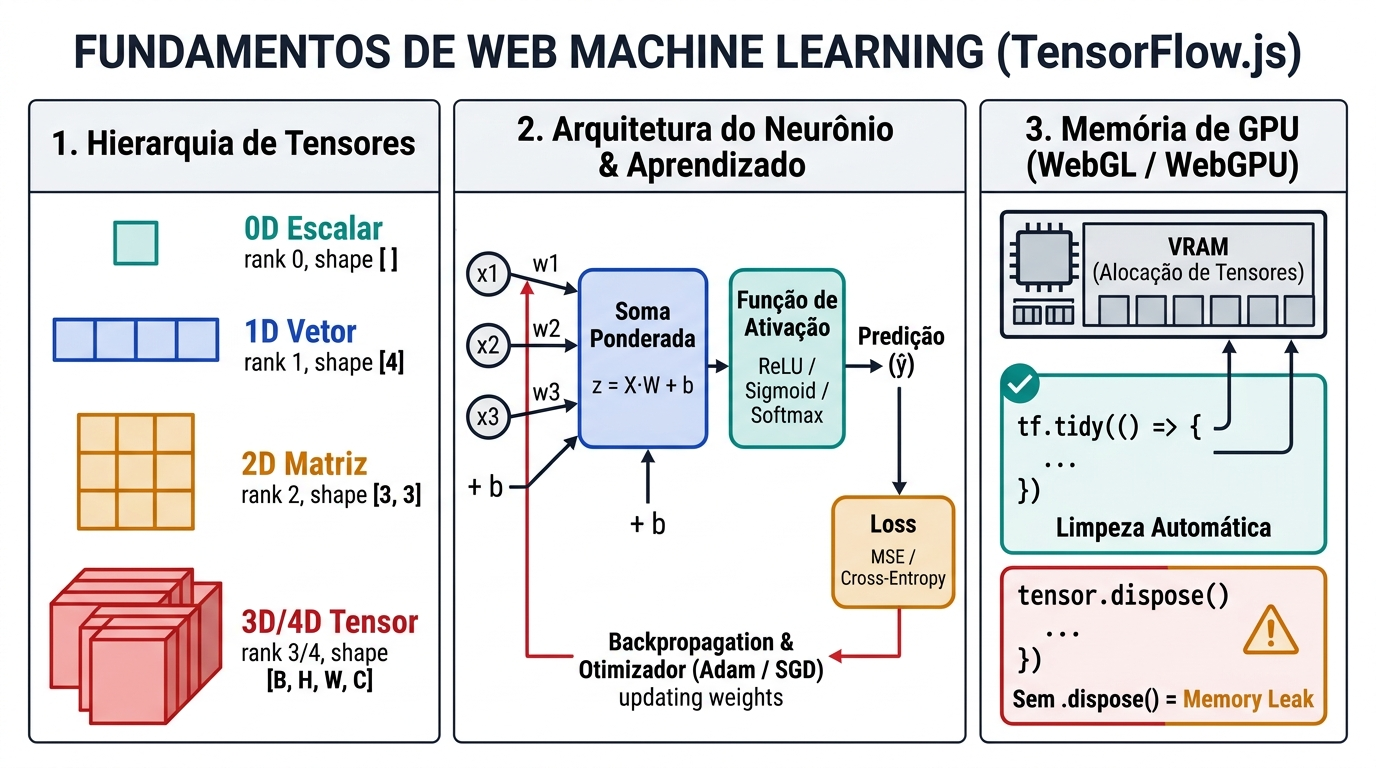 FUNDAMENTOS DE WEB MACHINE LEARNING (TensorFlow.js)
1. Hierarquia de Tensores
0D Escalar
rank 0, shape [ ]
1D Vetor
rank 1, shape [4]
2D Matriz
rank 2, shape [3, 3]
3D/4D Tensor
rank 3/4, shape
[B, H, W, C]
2. Arquitetura do Neurônio
& Aprendizado
x1
w1
x2
w2
x3
w3
+ b
Soma
Ponderada
z = X·W + b
+ b
Função de
Ativação
ReLU /
Sigmoid /
Softmax
Predição
(ŷ)
Loss
MSE /
Cross-Entropy
Backpropagation &
Otimizador (Adam / SGD)
updating weights
3. Memória de GPU
(WebGL / WebGPU)
VRAM
(Alocação de Tensores)
tf.tidy(() => {
...
})
Limpeza Automática
tensor.dispose()
...
})
Sem .dispose() = Memory Leak